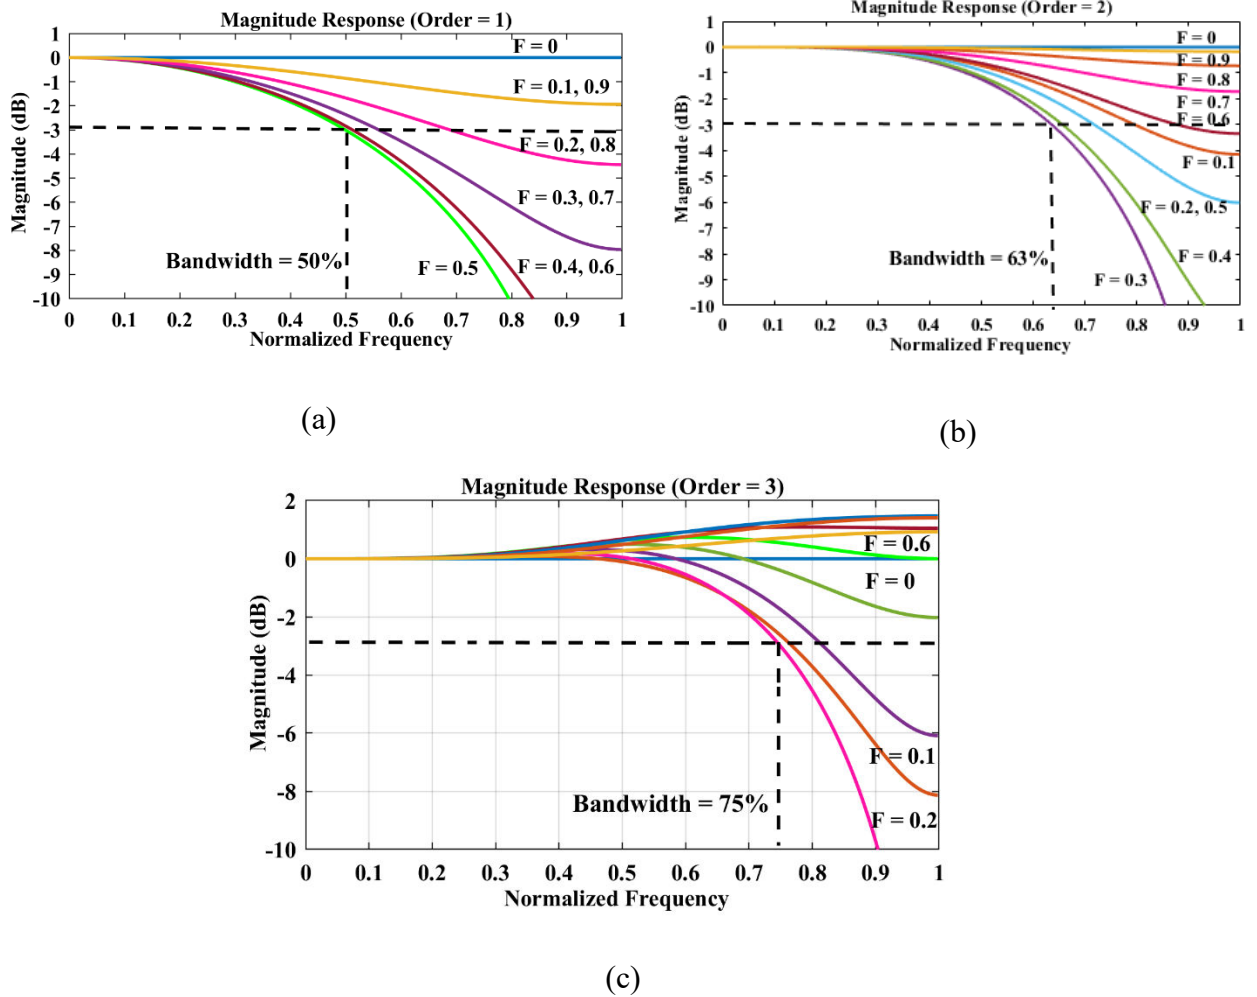 Magnitude Response (Order = 1)
1
0
-1
-2
-3
-4
-5
-6
-7
-8
-9
-10
Magnitude (dB)
F = 0
F = 0.1, 0.9
F = 0.2, 0.8
F = 0.3, 0.7
F = 0.4, 0.6
F = 0.5
Bandwidth = 50%
0 0.1 0.2 0.3 0.4 0.5 0.6 0.7 0.8 0.9 1
Normalized Frequency
(a)
Magnitude Response (Order = 2)
1
0
-1
-2
-3
-4
-5
-6
-7
-8
-9
-10
Magnitude (dB)
F = 0
F = 0.9
F = 0.8
F = 0.7
F = 0.6
F = 0.1
F = 0.2, 0.5
F = 0.4
F = 0.3
Bandwidth = 63%
0 0.1 0.2 0.3 0.4 0.5 0.6 0.7 0.8 0.9 1
Normalized Frequency
(b)
Magnitude Response (Order = 3)
2
0
-2
-4
-6
-8
-10
Magnitude (dB)
F = 0.6
F = 0
F = 0.1
F = 0.2
Bandwidth = 75%
0 0.1 0.2 0.3 0.4 0.5 0.6 0.7 0.8 0.9 1
Normalized Frequency
(c)